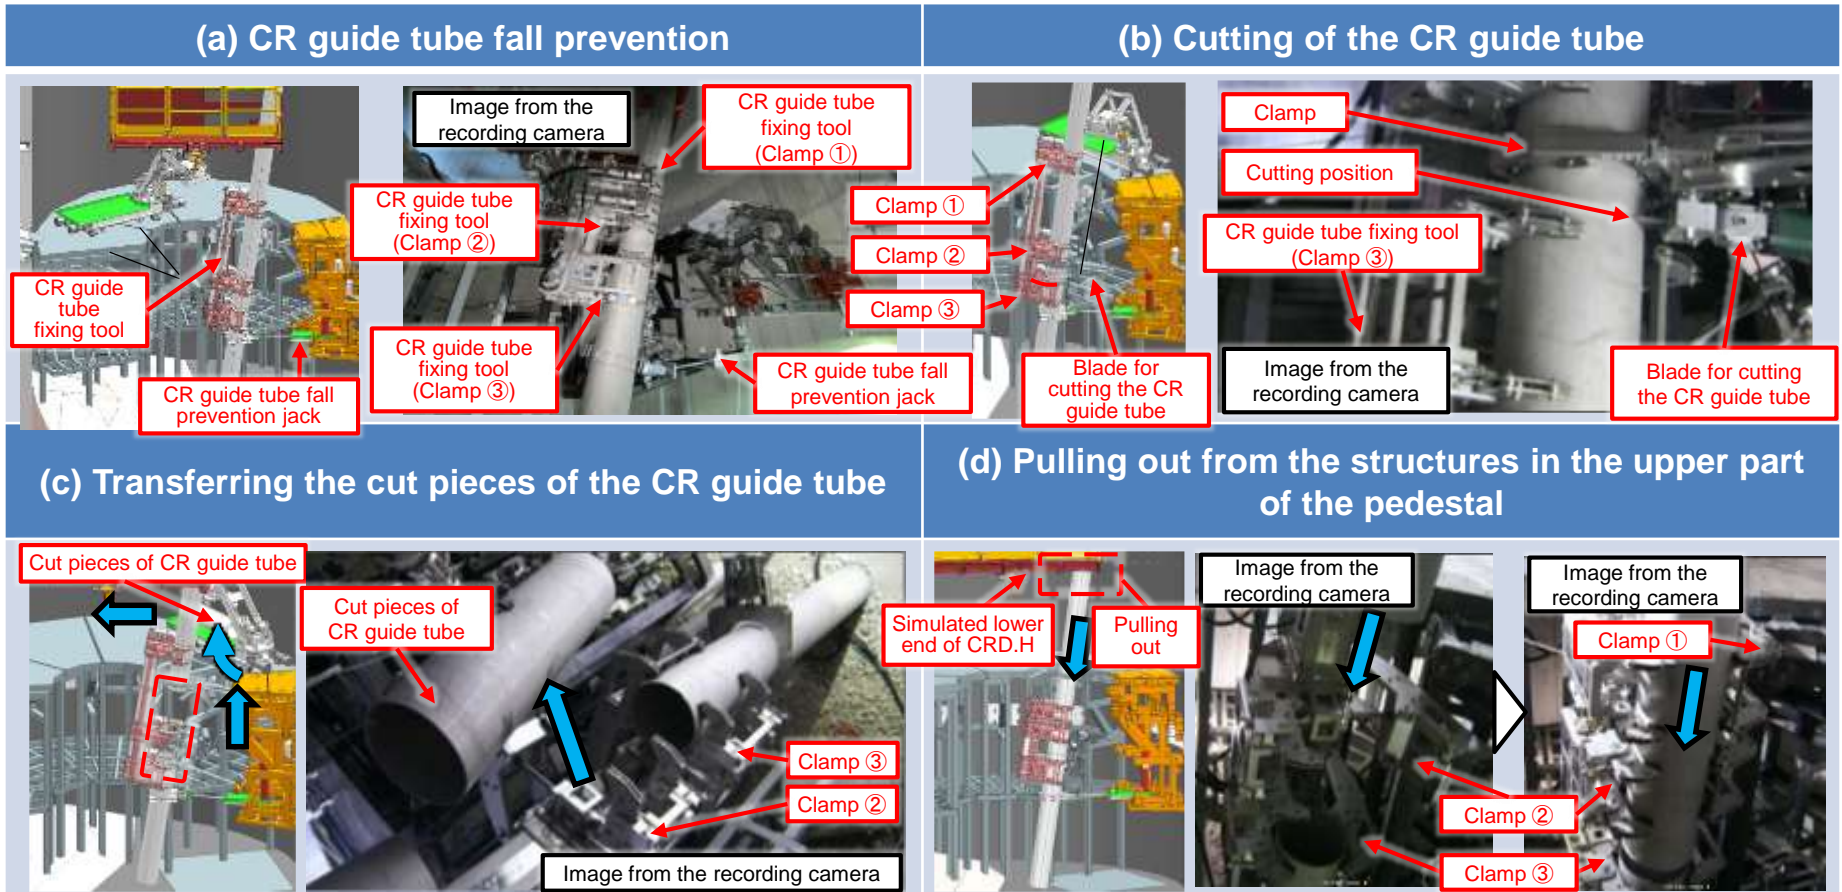 (a) CR guide tube fall prevention
Image from the
recording camera
CR guide tube
fixing tool
(Clamp ①)
CR guide tube
fixing tool
(Clamp ②)
CR guide
tube
fixing tool
CR guide tube
fixing tool
(Clamp ③)
CR guide tube fall
prevention jack
CR guide tube fall
prevention jack
(b) Cutting of the CR guide tube
Clamp ①
Clamp ②
Clamp ③
Blade for
cutting the CR
guide tube
Clamp
Cutting position
CR guide tube fixing tool
(Clamp ③)
Image from the
recording camera
Blade for cutting
the CR guide tube
(c) Transferring the cut pieces of the CR guide tube
Cut pieces of CR guide tube
Cut pieces of
CR guide tube
Clamp ③
Clamp ②
Image from the recording camera
(d) Pulling out from the structures in the upper part
of the pedestal
Simulated lower
end of CRD.H
Pulling
out
Image from the
recording camera
Image from the
recording camera
Clamp ①
Clamp ②
Clamp ③